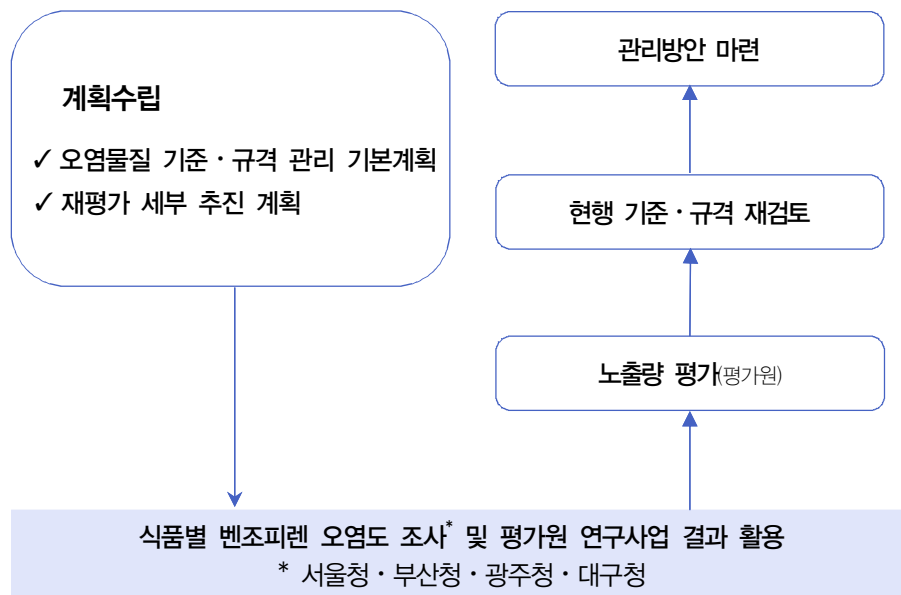 계획수립
✓ 오염물질 기준·규격 관리 기본계획
✓ 재평가 세부 추진 계획
관리방안 마련
현행 기준·규격 재검토
노출량 평가(평가원)
식품별 벤조피렌 오염도 조사* 및 평가원 연구사업 결과 활용
* 서울청·부산청·광주청·대구청